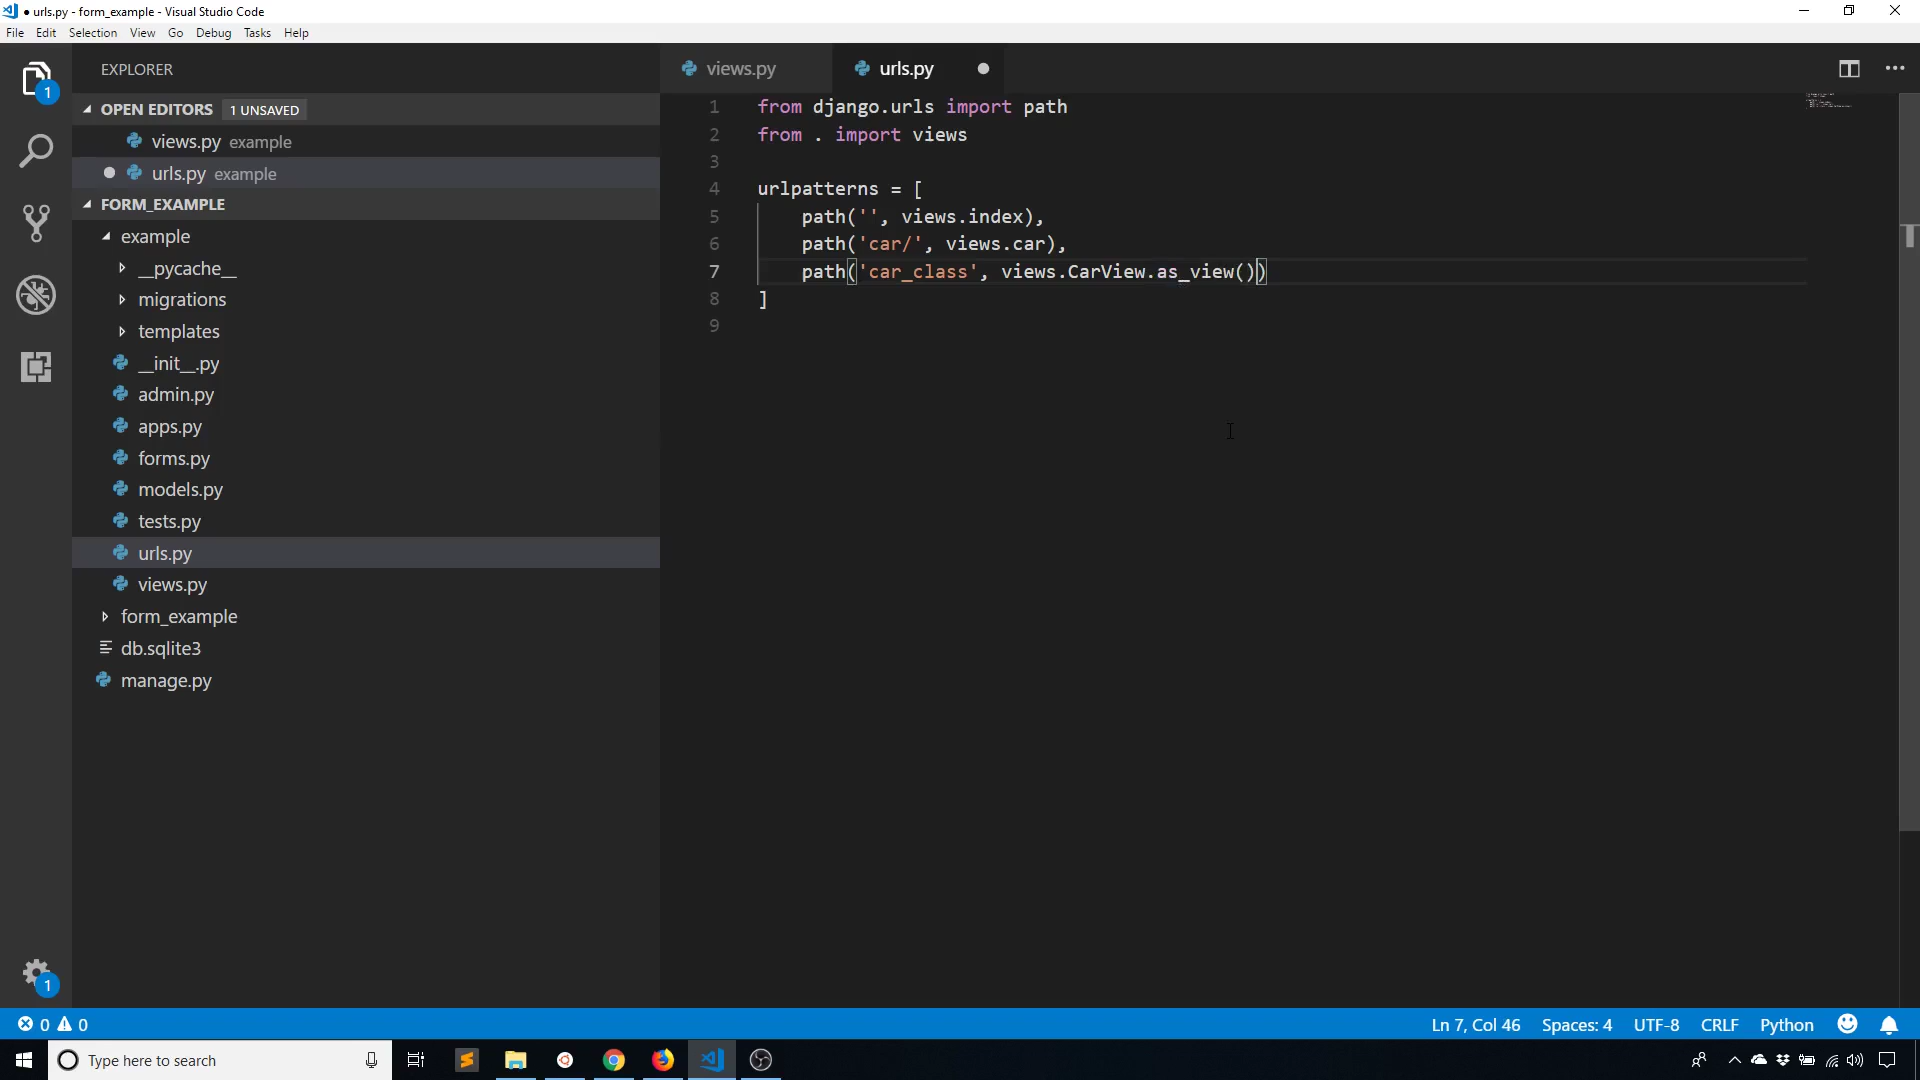 urls.py - form_example - Visual Studio Code
File Edit Selection View Go Debug Tasks Help
EXPLORER
OPEN EDITORS 1 UNSAVED
views.py example
urls.py example
FORM_EXAMPLE
example
__pycache__
migrations
templates
__init__.py
admin.py
apps.py
forms.py
models.py
tests.py
urls.py
views.py
form_example
db.sqlite3
manage.py
1
1
views.py urls.py
1 from django.urls import path
2 from . import views
3
4 urlpatterns = [
5 path('', views.index),
6 path('car/', views.car),
7 path('car_class', views.CarView.as_view())
8 ]
9
0 0 Ln 7, Col 46 Spaces: 4 UTF-8 CRLF Python
Type here to search